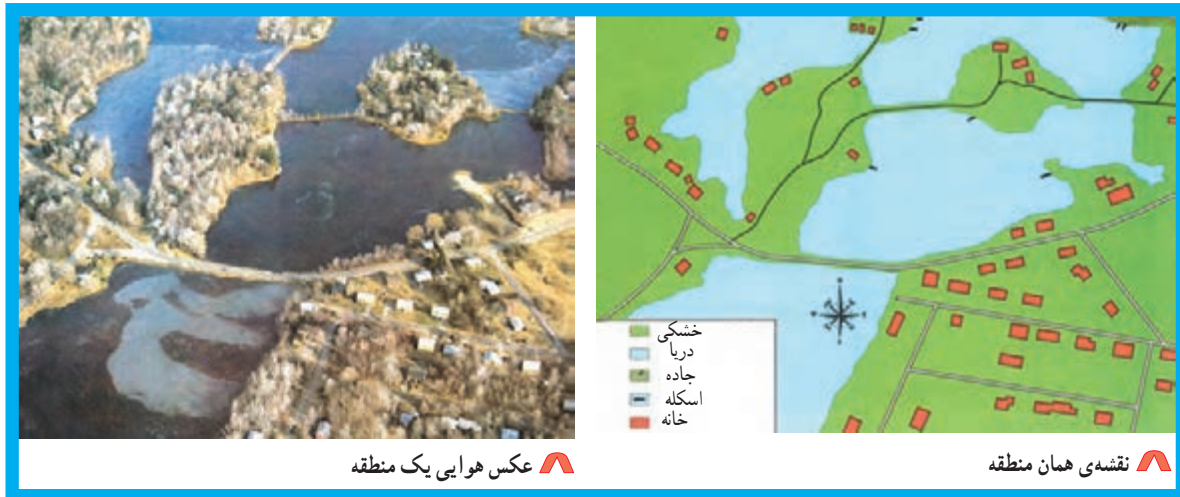 خشکی
دریا
جاده
اسکله
خانه
نقشه‌ی همان منطقه
عکس هوایی یک منطقه